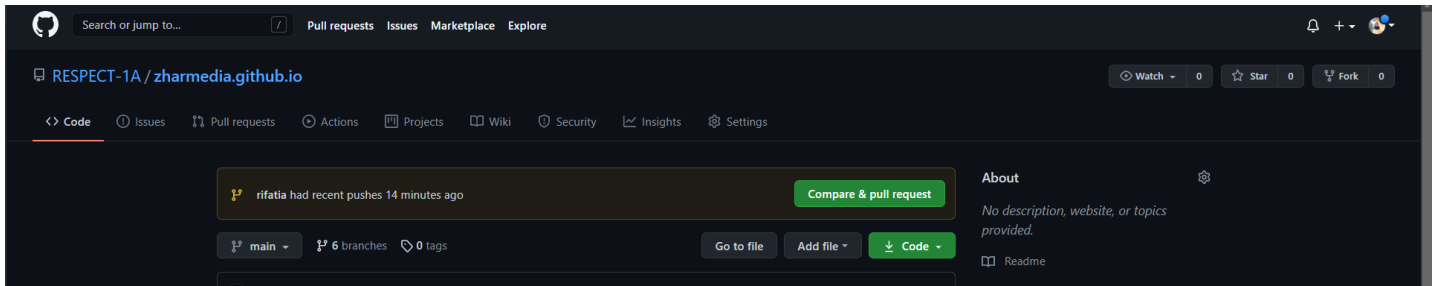 Search or jump to... / Pull requests Issues Marketplace Explore
RESPECT-1A / zharmedia.github.io Watch 0 Star 0 Fork 0
Code Issues Pull requests Actions Projects Wiki Security Insights Settings
rifatia had recent pushes 14 minutes ago Compare & pull request
main 6 branches 0 tags Go to file Add file Code
About
No description, website, or topics
provided.
Readme